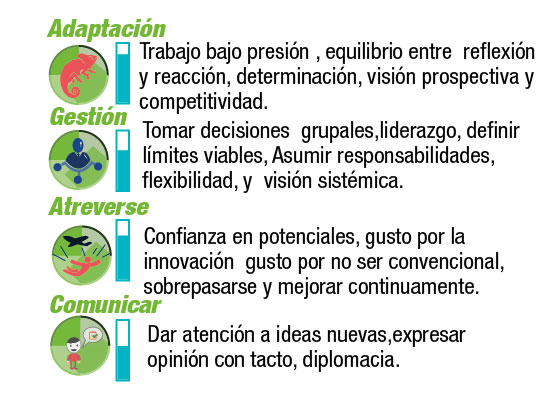 Adaptación
Trabajo bajo presión , equilibrio entre reflexión
y reacción, determinación, visión prospectiva y
competitividad.
Gestión
Tomar decisiones grupales,liderazgo, definir
límites viables, Asumir responsabilidades,
flexibilidad, y visión sistémica.
Atreverse
Confianza en potenciales, gusto por la
innovación gusto por no ser convencional,
sobrepasarse y mejorar continuamente.
Comunicar
Dar atención a ideas nuevas,expresar
opinión con tacto, diplomacia.